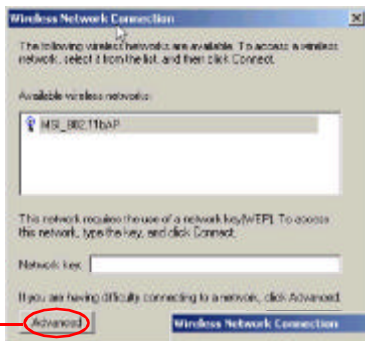 Wireless Network Connection
The following wireless networks are available. To access a wireless
network, select it from the list, and then click Connect.
Available wireless networks:
MSI_802.11bAP
This network requires the use of a network key(WEP). To access
this network, type the key, and click Connect.
Network key:
If you are having difficulty connecting to a network, click Advanced.
Advanced
Wireless Network Connection